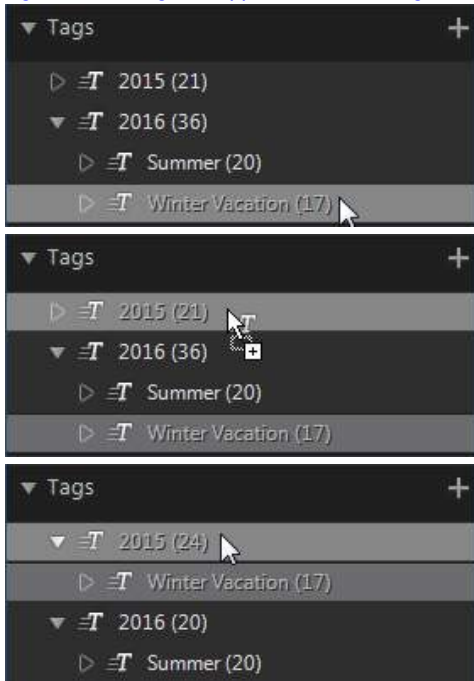 Tags +
T 2015 (21)
T 2016 (36)
T Summer (20)
T Winter Vacation (17)
Tags +
T 2015 (21)
T
T 2016 (36)
T Summer (20)
T Winter Vacation (17)
Tags +
T 2015 (24)
T Winter Vacation (17)
T 2016 (20)
T Summer (20)